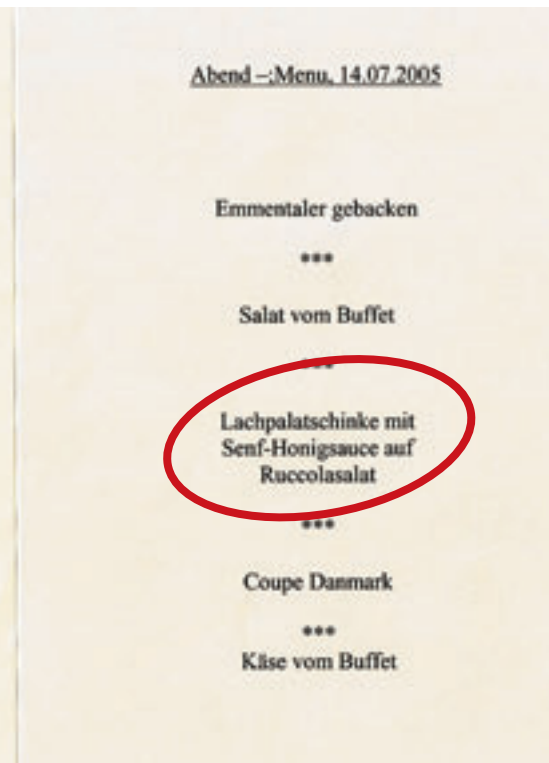 Abend –;Menu, 14.07.2005
Emmentaler gebacken
***
Salat vom Buffet
***
Lachpalatschinke mit
Senf-Honigsauce auf
Ruccolasalat
***
Coupe Danmark
***
Käse vom Buffet